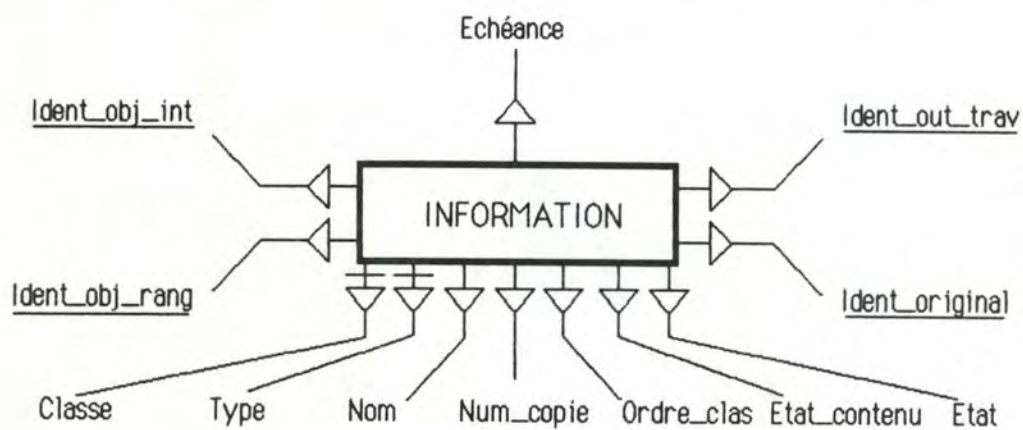 Echéance
Ident_obj_int
Ident_out_trav
INFORMATION
Ident_obj_rang
Ident_original
Classe
Type
Nom
Num_copie
Ordre_clas
Etat_contenu
Etat